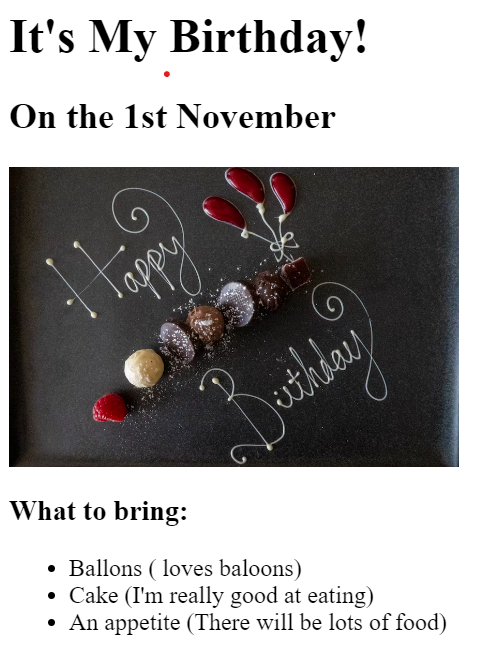 It's My Birthday!
On the 1st November
Happy
Birthday
What to bring:
Ballons ( loves baloons)
Cake (I'm really good at eating)
An appetite (There will be lots of food)